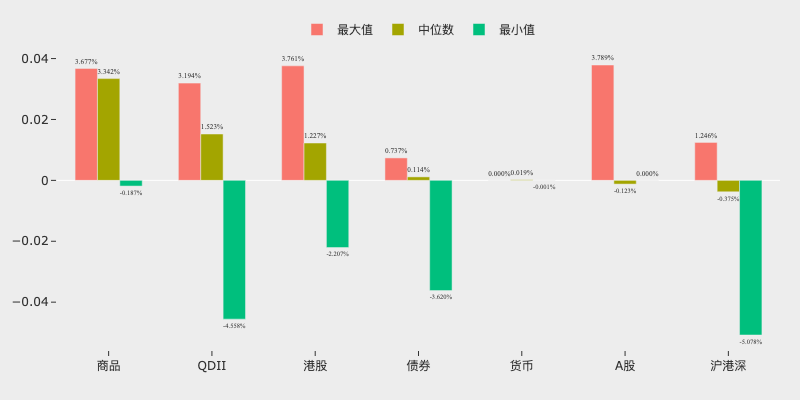 最大值 中位数 最小值
0.04
0.02
0
−0.02
−0.04
3.677% 3.342% -0.187%
3.194% 1.523% -4.558%
3.761% 1.227% -2.207%
0.737% 0.114% -3.620%
0.000% 0.019% -0.001%
3.789% -0.123% 0.000%
1.246% -0.375% -5.078%
商品 QDII 港股 债券 货币 A股 沪港深